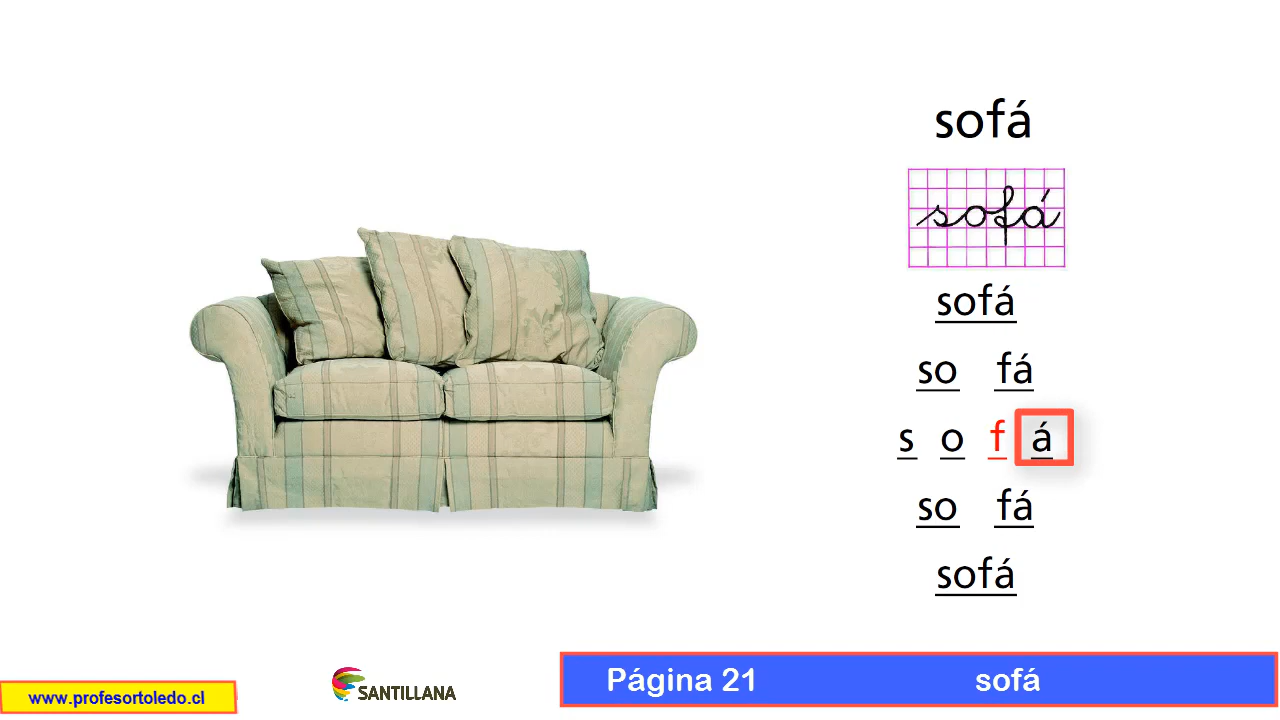 sofá
sofá
sofá
so fá
s o f á
so fá
sofá
www.profesortoledo.cl
SANTILLANA
Página 21 sofá